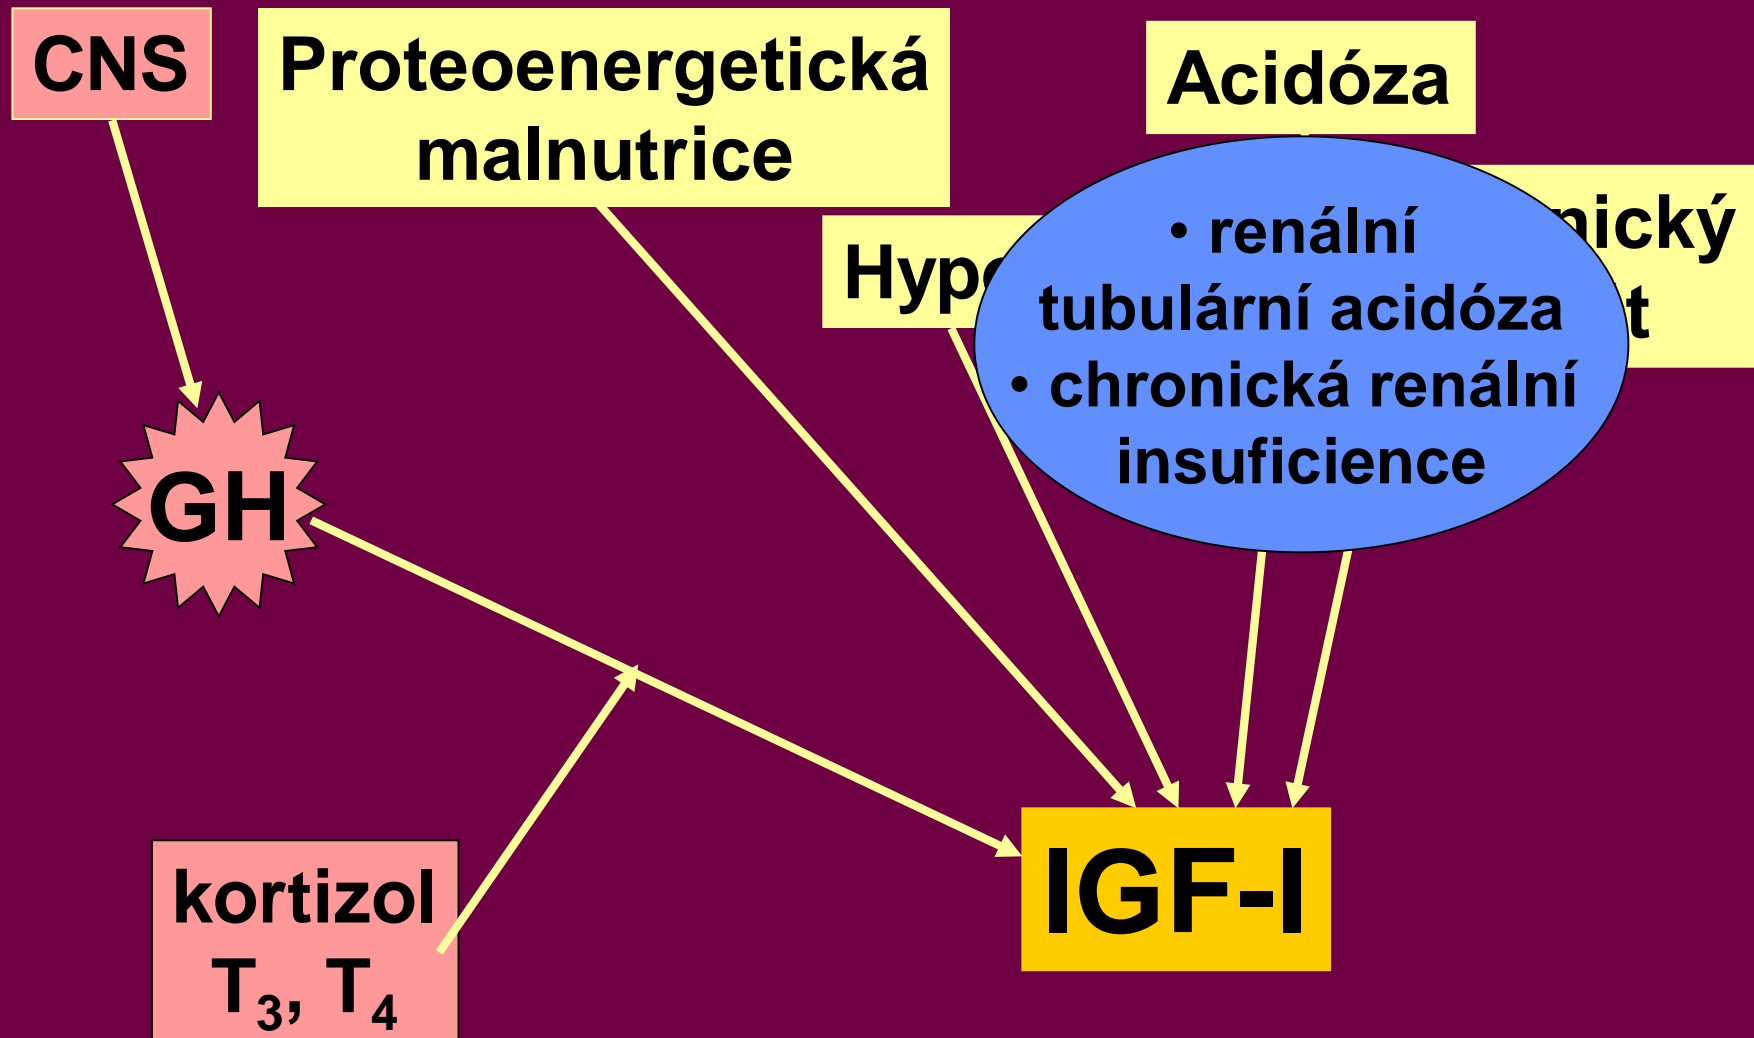 CNS
Proteoenergetická
malnutrice
Acidóza
• renální
tubulární acidóza
• chronická renální
insuficience
GH
IGF-I
kortizol
T₃, T₄